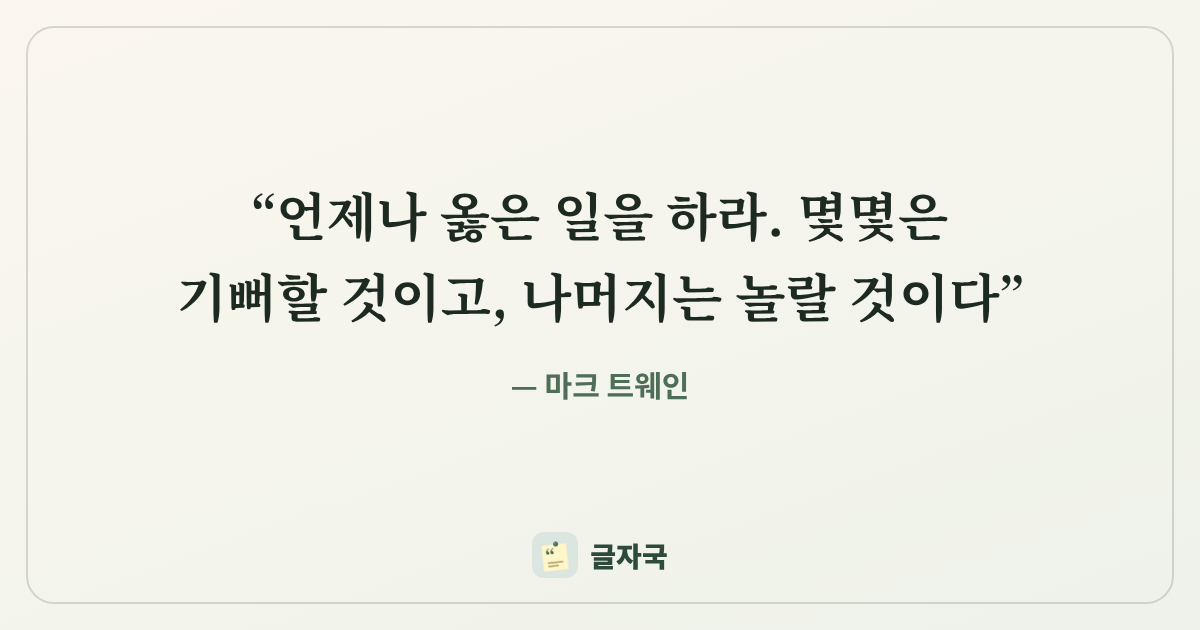 “언제나 옳은 일을 하라. 몇몇은
기뻐할 것이고, 나머지는 놀랄 것이다”
— 마크 트웨인
글자국